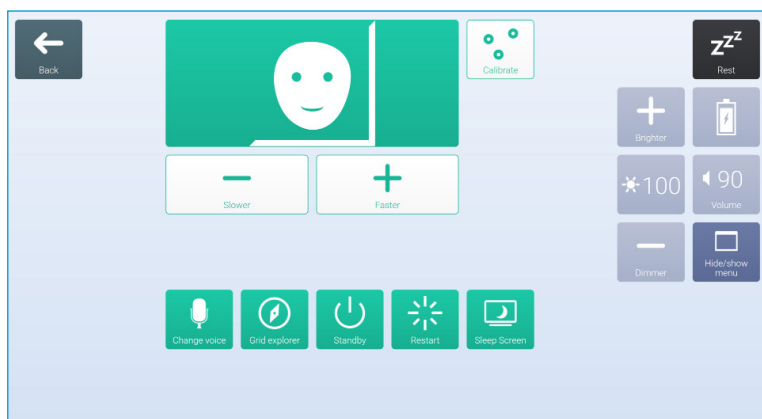 Back
Calibrate
zzz
Rest
Brighter
Slower
Faster
100
90
Volume
Dimmer
Hide/show
menu
Change voice
Grid explorer
Standby
Restart
Sleep Screen